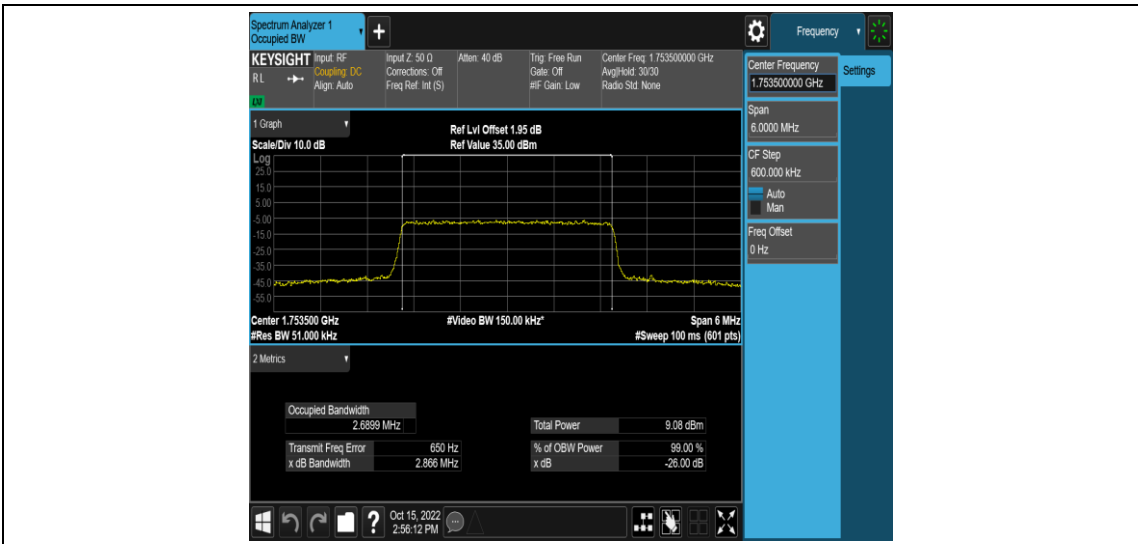 Spectrum Analyzer 1
Occupied BW
+
Frequency
KEYSIGHT
RL
LXI
Input: RF
Coupling: DC
Align: Auto
Input Z: 50 Ω
Corrections: Off
Freq Ref: Int (S)
Atten: 40 dB
Trig: Free Run
Gate: Off
#IF Gain: Low
Center Freq: 1.753500000 GHz
Avg|Hold: 30/30
Radio Std: None
Center Frequency
1.753500000 GHz
Settings
Span
6.0000 MHz
CF Step
600.000 kHz
Auto
Man
Freq Offset
0 Hz
1 Graph
Scale/Div 10.0 dB
Ref Lvl Offset 1.95 dB
Ref Value 35.00 dBm
Log
25.0
15.0
5.00
-5.00
-15.0
-25.0
-35.0
-45.0
-55.0
Center 1.753500 GHz
#Video BW 150.00 kHz*
Span 6 MHz
#Res BW 51.000 kHz
#Sweep 100 ms (601 pts)
2 Metrics
Occupied Bandwidth
2.6899 MHz
Total Power 9.08 dBm
Transmit Freq Error 650 Hz
% of OBW Power 99.00 %
x dB Bandwidth 2.866 MHz
x dB -26.00 dB
?
Oct 15, 2022
2:56:12 PM